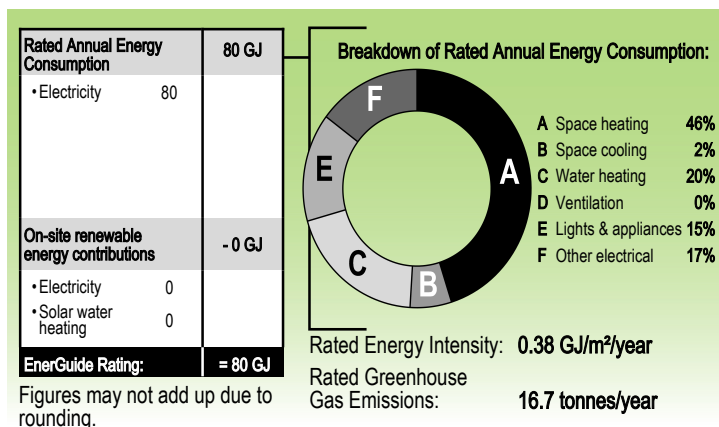 Rated Annual Energy
Consumption
80 GJ
• Electricity 80
On-site renewable
energy contributions
- 0 GJ
• Electricity 0
• Solar water
heating
0
EnerGuide Rating: = 80 GJ
Figures may not add up due to
rounding.
Breakdown of Rated Annual Energy Consumption:
F
E
A
C
B
A Space heating 46%
B Space cooling 2%
C Water heating 20%
D Ventilation 0%
E Lights & appliances 15%
F Other electrical 17%
Rated Energy Intensity: 0.38 GJ/m²/year
Rated Greenhouse
Gas Emissions: 16.7 tonnes/year